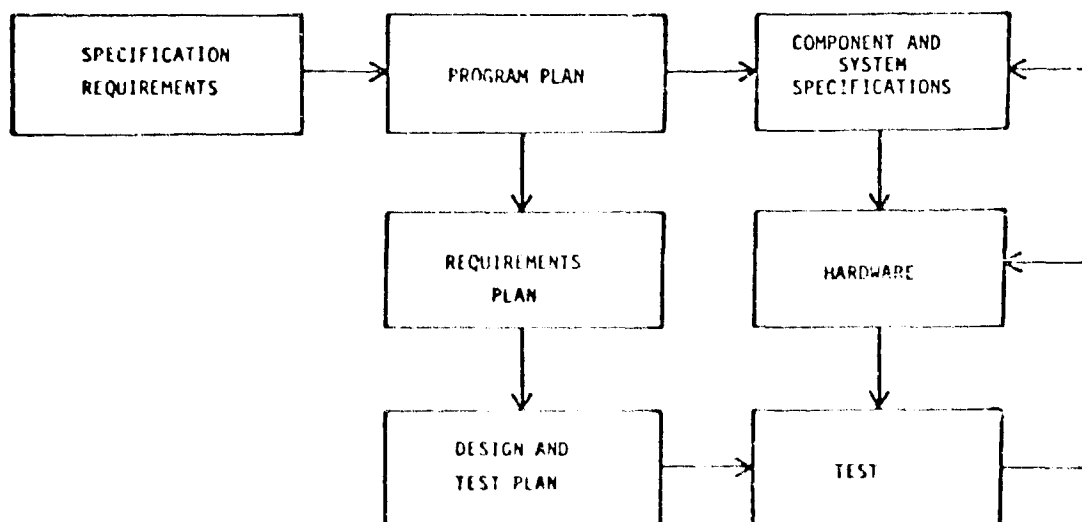 SPECIFICATION
REQUIREMENTS
PROGRAM PLAN
COMPONENT AND
SYSTEM
SPECIFICATIONS
REQUIREMENTS
PLAN
HARDWARE
DESIGN AND
TEST PLAN
TEST